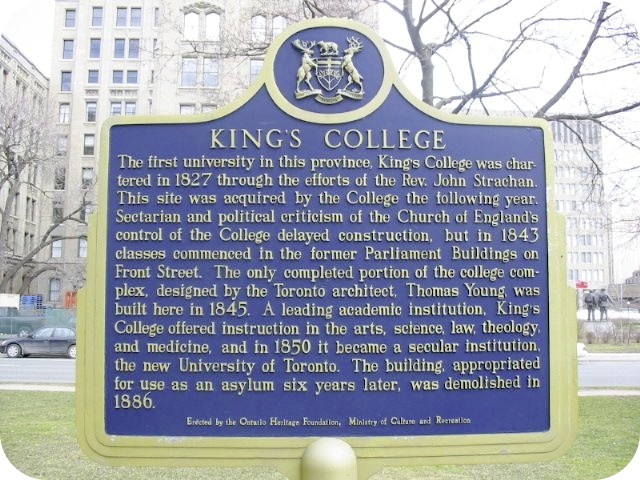 KING'S COLLEGE
The first university in this province, King's College was char-
tered in 1827 through the efforts of the Rev. John Strachan.
This site was acquired by the College the following year.
Sectarian and political criticism of the Church of England's
control of the College delayed construction, but in 1843
classes commenced in the former Parliament Buildings on
Front Street. The only completed portion of the college com-
plex, designed by the Toronto architect, Thomas Young, was
built here in 1845. A leading academic institution, King's
College offered instruction in the arts, science, law, theology,
and medicine, and in 1850 it became a secular institution,
the new University of Toronto. The building, appropriated
for use as an asylum six years later, was demolished in
1886.
Erected by the Ontario Heritage Foundation, Ministry of Culture and Recreation